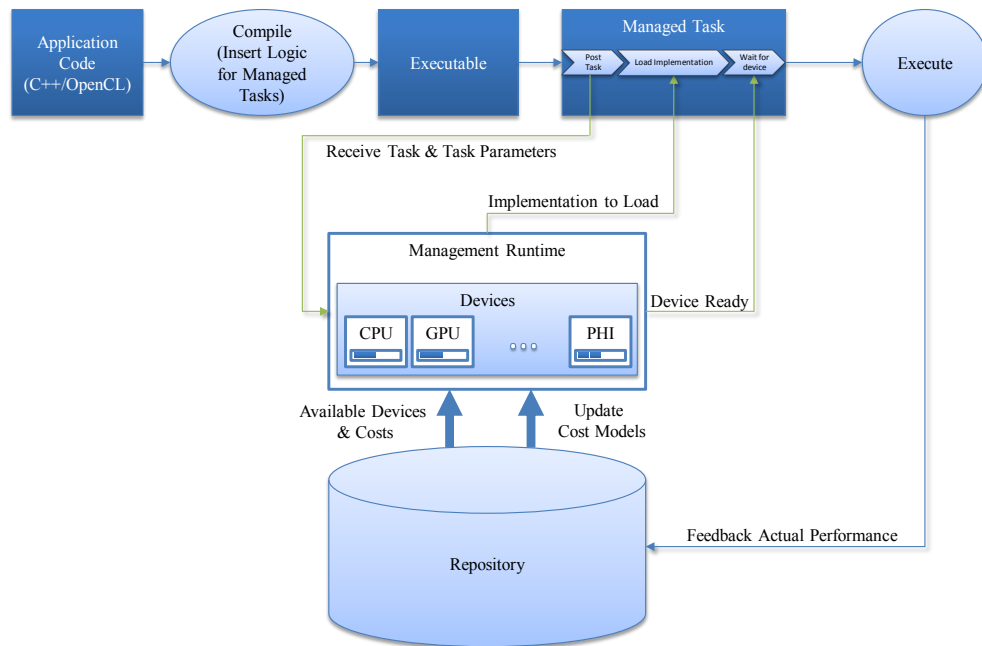 Application
Code
(C++/OpenCL)
Compile
(Insert Logic
for Managed
Tasks)
Executable
Managed Task
Post
Task
Load Implementation
Wait for
device
Execute
Receive Task & Task Parameters
Implementation to Load
Management Runtime
Device Ready
Devices
CPU
GPU
PHI
Available Devices
& Costs
Update
Cost Models
Feedback Actual Performance
Repository